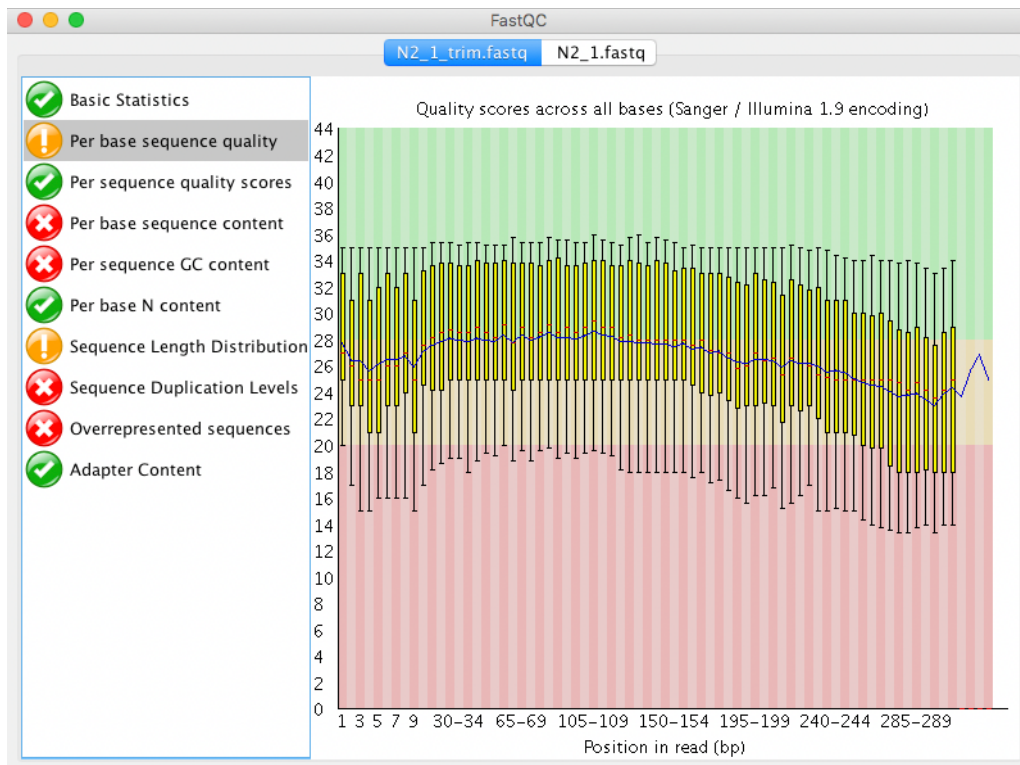 FastQC
N2_1_trim.fastq N2_1.fastq
Basic Statistics
Per base sequence quality
Per sequence quality scores
Per base sequence content
Per sequence GC content
Per base N content
Sequence Length Distribution
Sequence Duplication Levels
Overrepresented sequences
Adapter Content
Quality scores across all bases (Sanger / Illumina 1.9 encoding)
44
42
40
38
36
34
32
30
28
26
24
22
20
18
16
14
12
10
8
6
4
2
0
1 3 5 7 9 30-34 65-69 105-109 150-154 195-199 240-244 285-289
Position in read (bp)